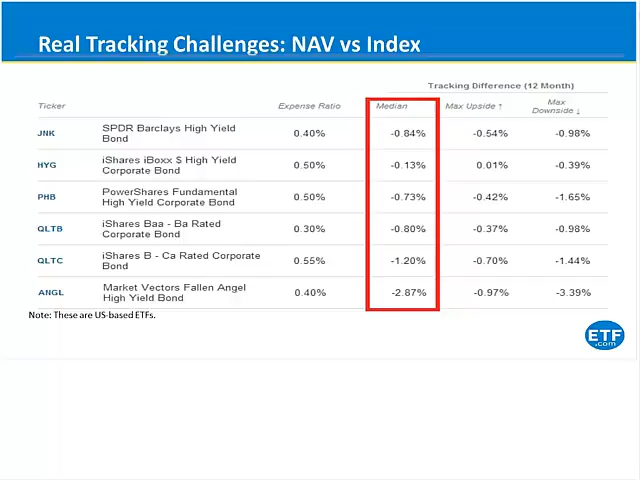 Real Tracking Challenges: NAV vs Index
Tracking Difference (12 Month)
Ticker Expense Ratio Median Max Upside ↑ Max Downside ↓
JNK SPDR Barclays High Yield Bond 0.40% -0.84% -0.54% -0.98%
HYG iShares iBoxx $ High Yield Corporate Bond 0.50% -0.13% 0.01% -0.39%
PHB PowerShares Fundamental High Yield Corporate Bond 0.50% -0.73% -0.42% -1.65%
QLTB iShares Baa - Ba Rated Corporate Bond 0.30% -0.80% -0.37% -0.98%
QLTC iShares B - Ca Rated Corporate Bond 0.55% -1.20% -0.70% -1.44%
ANGL Market Vectors Fallen Angel High Yield Bond 0.40% -2.87% -0.97% -3.39%
Note: These are US-based ETFs.
ETF
.com